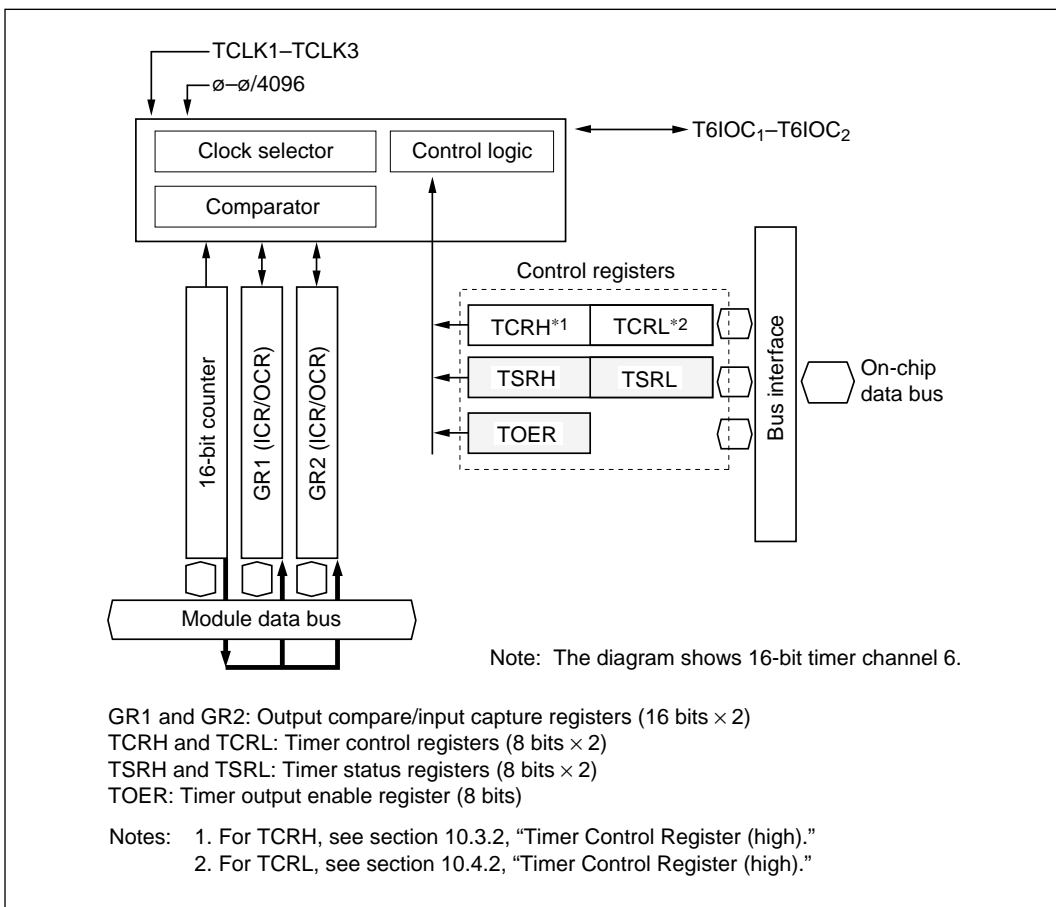 TCLK1–TCLK3
ø–ø/4096
Clock selector
Control logic
T6IOC1–T6IOC2
Comparator
Control registers
16-bit counter
GR1 (ICR/OCR)
GR2 (ICR/OCR)
TCRH*1
TCRL*2
TSRH
TSRL
TOER
Bus interface
On-chip
data bus
Module data bus
Note: The diagram shows 16-bit timer channel 6.
GR1 and GR2: Output compare/input capture registers (16 bits × 2)
TCRH and TCRL: Timer control registers (8 bits × 2)
TSRH and TSRL: Timer status registers (8 bits × 2)
TOER: Timer output enable register (8 bits)
Notes: 1. For TCRH, see section 10.3.2, “Timer Control Register (high).”
2. For TCRL, see section 10.4.2, “Timer Control Register (high).”